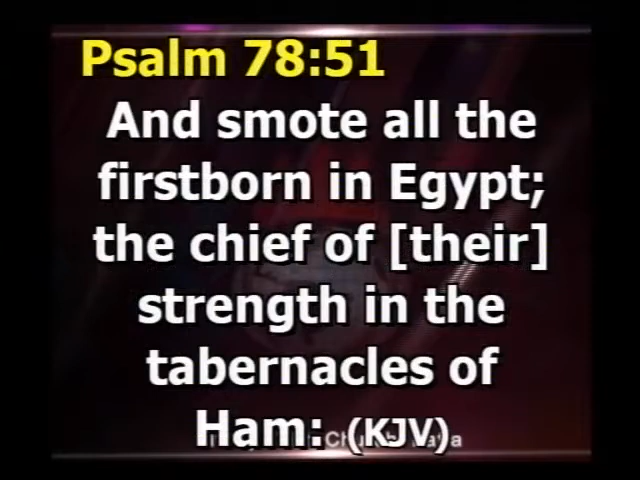 Psalm 78:51
And smote all the
firstborn in Egypt;
the chief of [their]
strength in the
tabernacles of
Ham: (KJV)